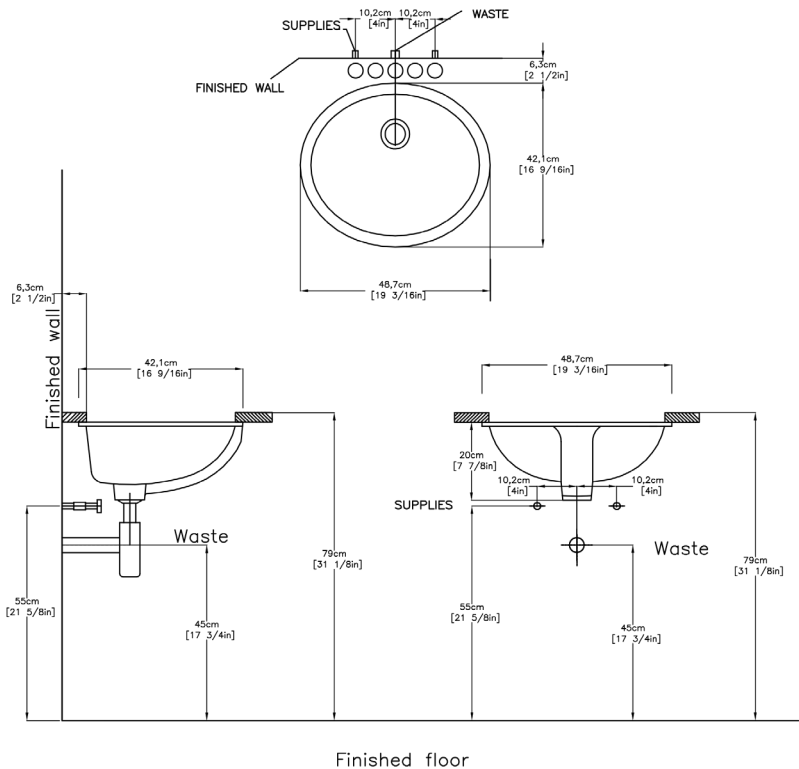 10,2cm 10,2cm
[4in] [4in]
WASTE
SUPPLIES
6,3cm
[2 1/2in]
FINISHED WALL
42,1cm
[16 9/16in]
48,7cm
[19 3/16in]
6,3cm
[2 1/2in]
Finished wall
42,1cm
[16 9/16in]
48,7cm
[19 3/16in]
20cm
[7 7/8in]
10,2cm
[4in]
10,2cm
[4in]
SUPPLIES
Waste
Waste
79cm
[31 1/8in]
79cm
[31 1/8in]
55cm
[21 5/8in]
55cm
[21 5/8in]
45cm
[17 3/4in]
45cm
[17 3/4in]
Finished floor